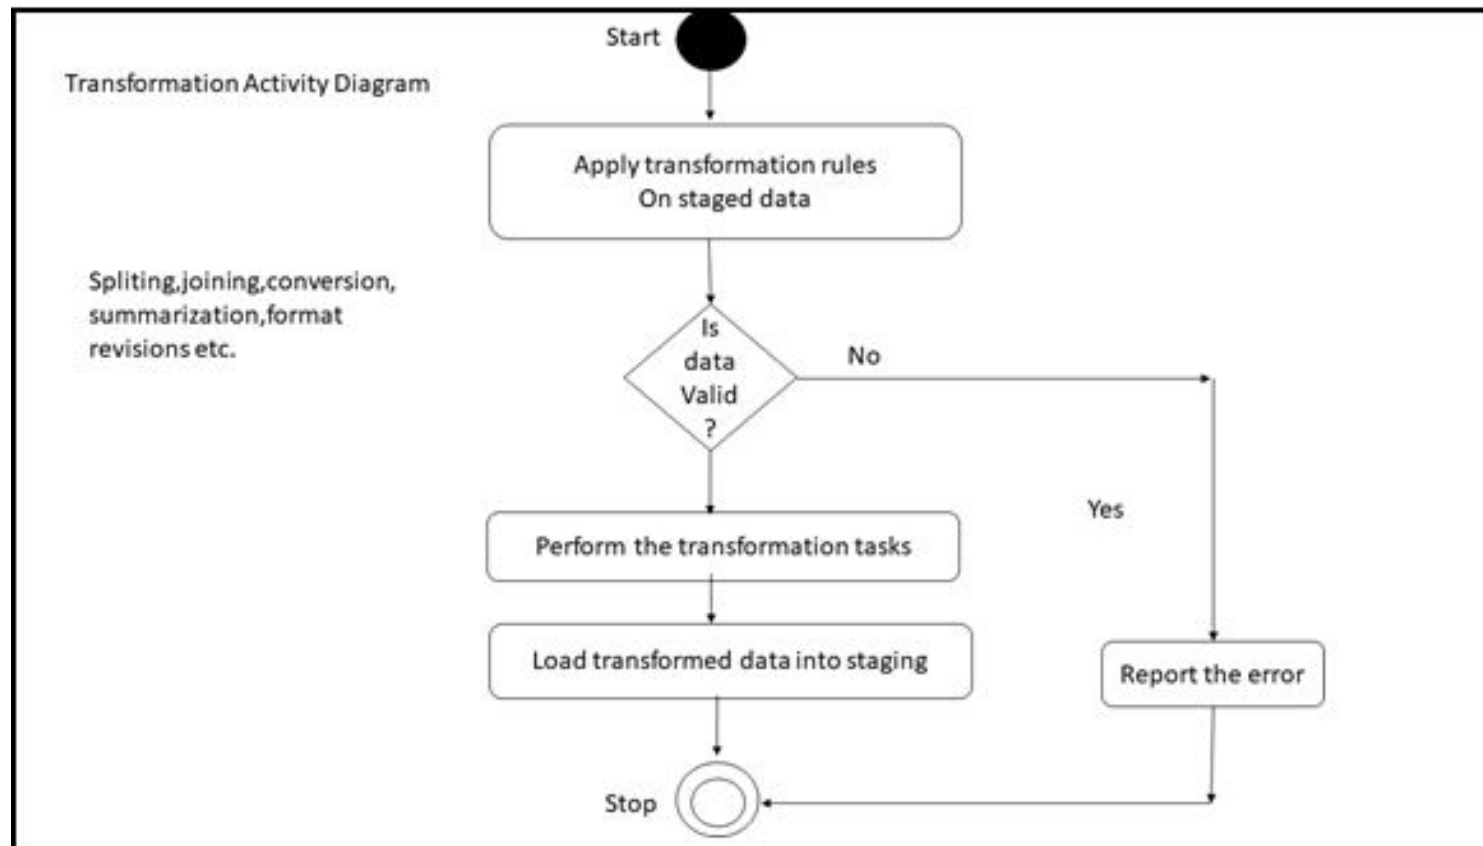 Start
Transformation Activity Diagram
Apply transformation rules
On staged data
Spliting,joining,conversion,
summarization,format
revisions etc.
Is
data
Valid
?
No
Yes
Perform the transformation tasks
Load transformed data into staging
Report the error
Stop